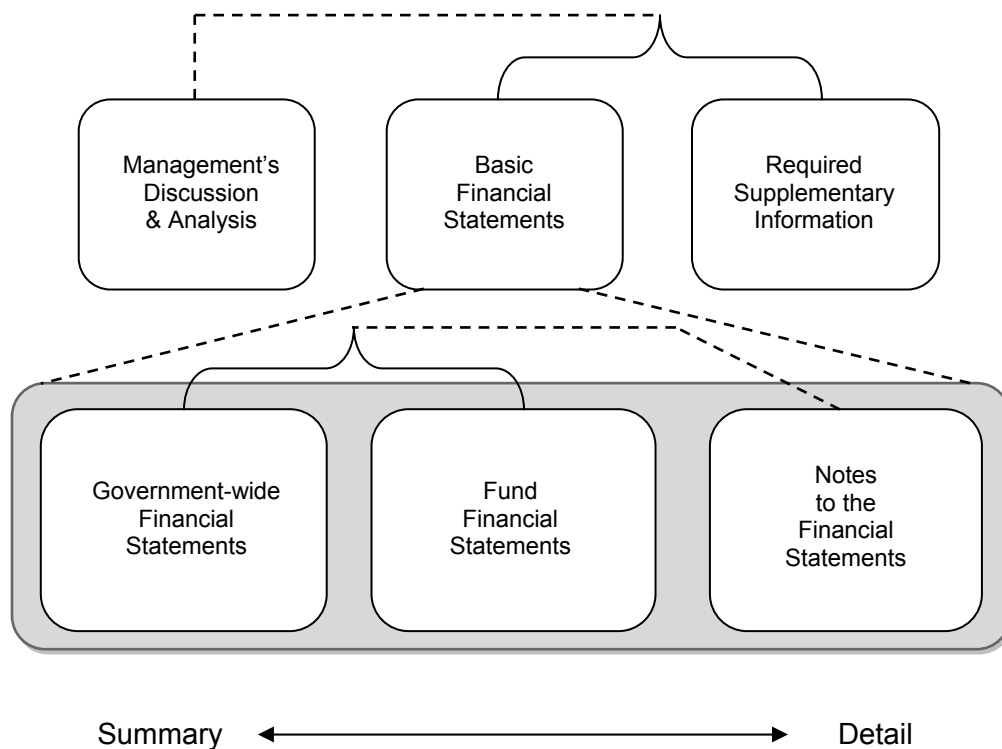 Management’s
Discussion
& Analysis
Basic
Financial
Statements
Required
Supplementary
Information
Government-wide
Financial
Statements
Fund
Financial
Statements
Notes
to the
Financial
Statements
Summary
Detail